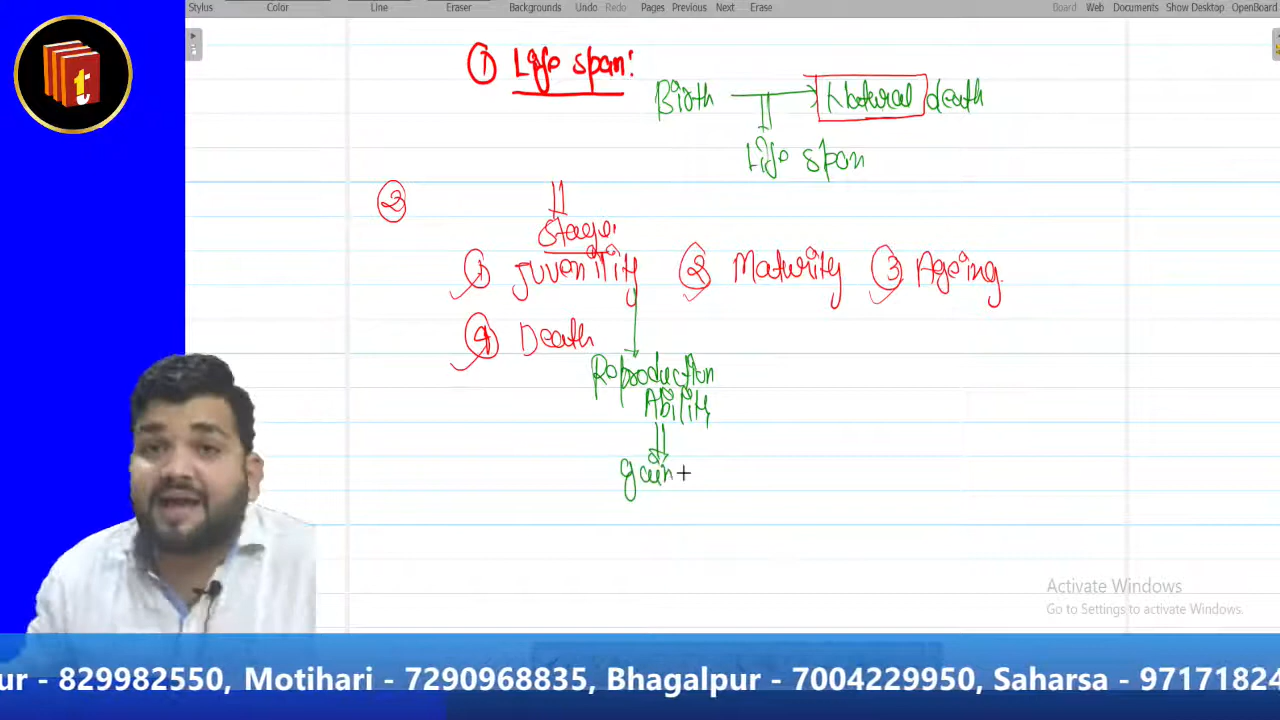 Stylus Color Line Eraser Backgrounds Undo Redo Pages Previous Next Erase Board Web Documents Show Desktop OpenBoard
t
① Life span:
Birth Natural death
Life span
②
Stage:
① Juvenility ② Maturity ③ Ageing
④ Death
Reproduction
Ability
gain
Activate Windows
Go to Settings to activate Windows.
ur - 829982550, Motihari - 7290968835, Bhagalpur - 7004229950, Saharsa - 97171824